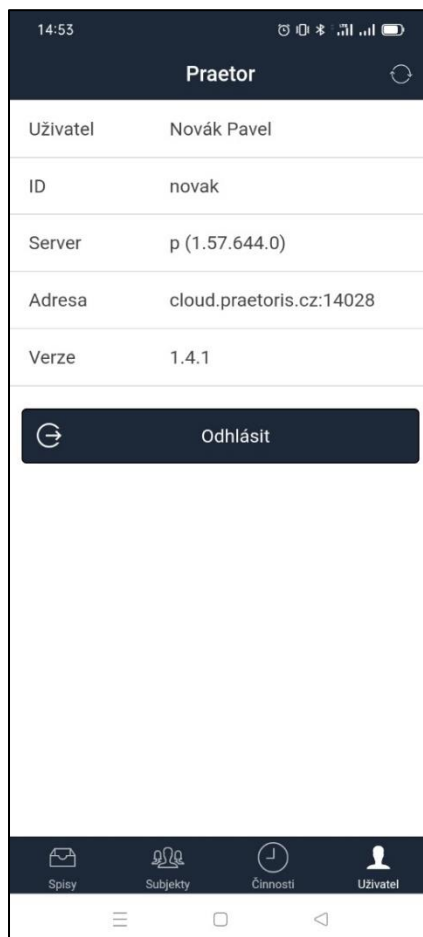 14:53
Praetor
Uživatel Novák Pavel
ID novak
Server p (1.57.644.0)
Adresa cloud.praetoris.cz:14028
Verze 1.4.1
Odhlásit
Spisy Subjekty Činnosti Uživatel